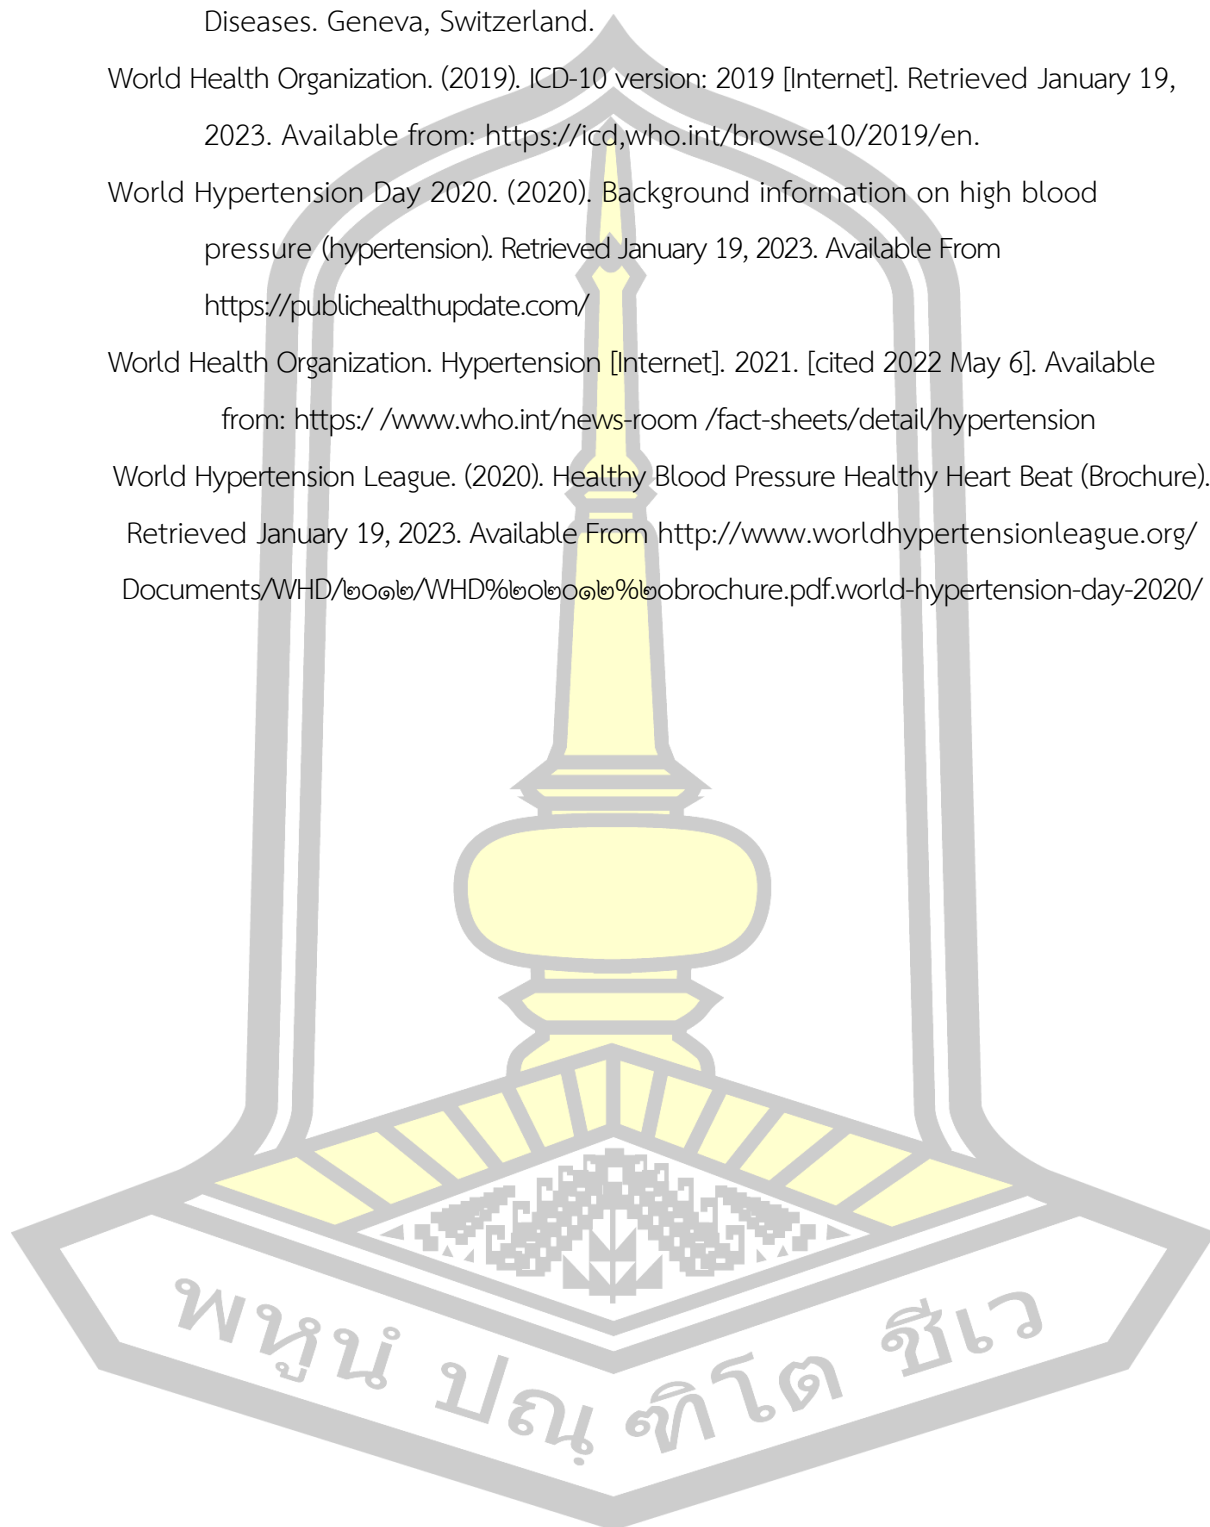 Diseases. Geneva, Switzerland.
World Health Organization. (2019). ICD-10 version: 2019 [Internet]. Retrieved January 19,
2023. Available from: https://icd,who.int/browse10/2019/en.
World Hypertension Day 2020. (2020). Background information on high blood
pressure (hypertension). Retrieved January 19, 2023. Available From
https://publichealthupdate.com/
World Health Organization. Hypertension [Internet]. 2021. [cited 2022 May 6]. Available
from: https:/ /www.who.int/news-room /fact-sheets/detail/hypertension
World Hypertension League. (2020). Healthy Blood Pressure Healthy Heart Beat (Brochure).
Retrieved January 19, 2023. Available From http://www.worldhypertensionleague.org/
Documents/WHD/๒๐๑๒/WHD%๒๐๒๐๑๒%๒๐brochure.pdf.world-hypertension-day-2020/
พหูนํ ปณฺฑิโต ชีเว